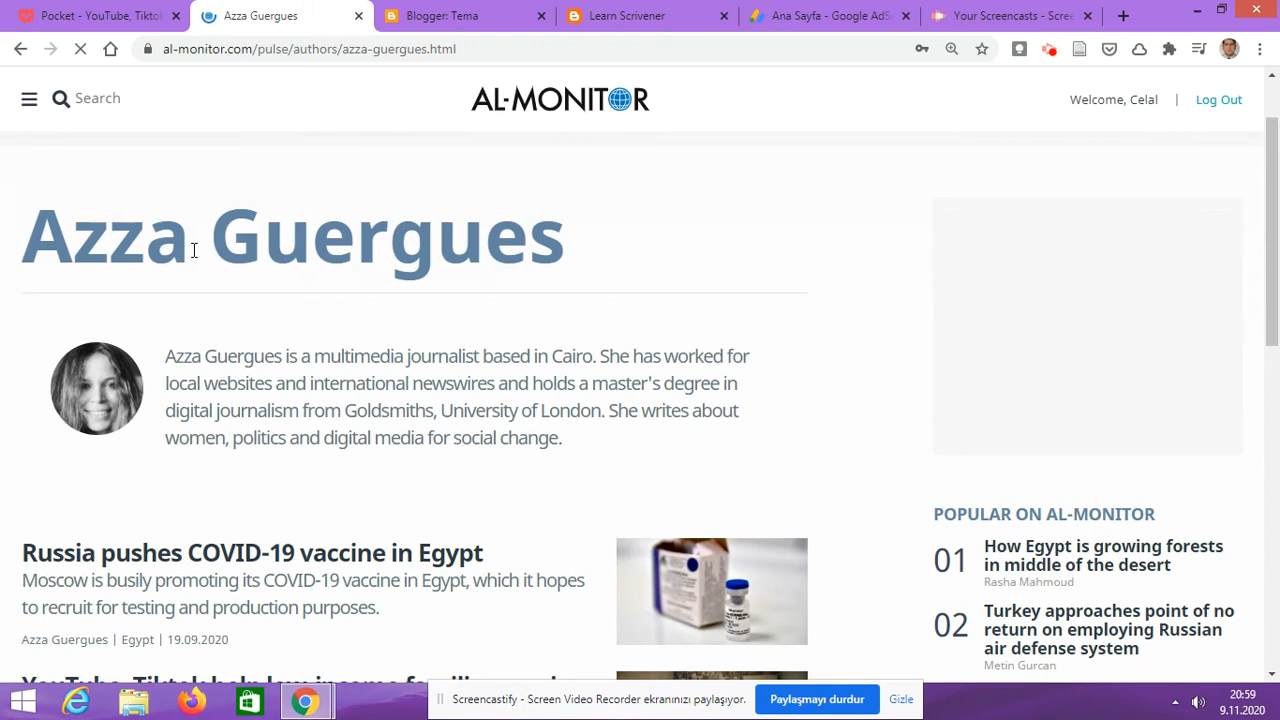 Pocket - YouTube, Tiktok
Azza Guergues
Blogger: Tema
Learn Scrivener
Ana Sayfa - Google AdS
Your Screencasts - Scree
al-monitor.com/pulse/authors/azza-guergues.html
Search
AL-MONITOR
Welcome, Celal | Log Out
Azza Guergues
Azza Guergues is a multimedia journalist based in Cairo. She has worked for
local websites and international newswires and holds a master's degree in
digital journalism from Goldsmiths, University of London. She writes about
women, politics and digital media for social change.
Russia pushes COVID-19 vaccine in Egypt
Moscow is busily promoting its COVID-19 vaccine in Egypt, which it hopes
to recruit for testing and production purposes.
Azza Guergues | Egypt | 19.09.2020
POPULAR ON AL-MONITOR
01
How Egypt is growing forests
in middle of the desert
Rasha Mahmoud
02
Turkey approaches point of no
return on employing Russian
air defense system
Metin Gurcan
Screencastify - Screen Video Recorder ekranınızı paylaşıyor.
Paylaşmayı durdur
Gizle
20:59
9.11.2020